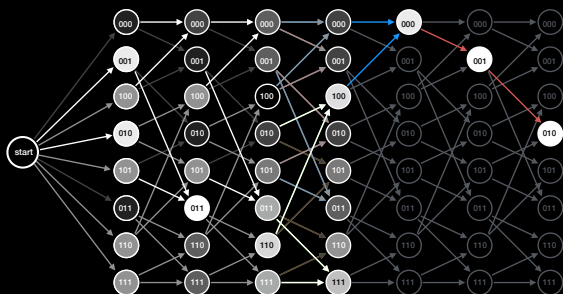 000 000 000 000 000 000 000
001 001 001 001 001 001 001
100 100 100 100 100 100 100
010 010 010 010 010 010 010
start
101 101 101 101 101 101 101
011 011 011 011 011 011 011
110 110 110 110 110 110 110
111 111 111 111 111 111 111